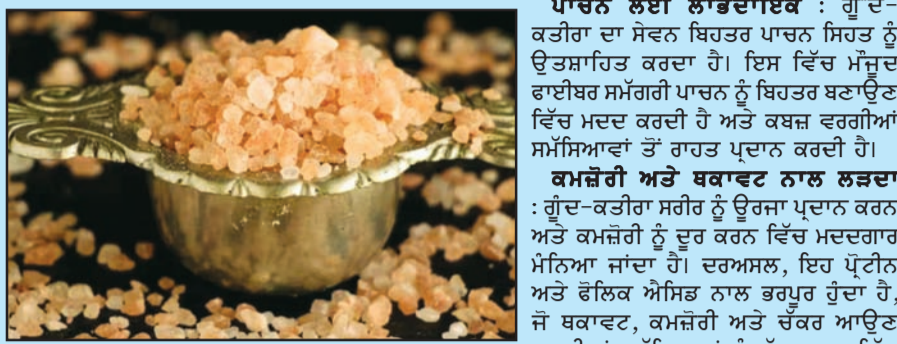 ਪਾਚਨ ਲਈ ਲਾਭਦਾਇਕ : ਗੂੰਦ-
ਕਤੀਰਾ ਦਾ ਸੇਵਨ ਬਿਹਤਰ ਪਾਚਨ ਸਿਹਤ ਨੂੰ
ਉਤਸ਼ਾਹਿਤ ਕਰਦਾ ਹੈ। ਇਸ ਵਿੱਚ ਮੌਜੂਦ
ਫਾਈਬਰ ਸਮੱਗਰੀ ਪਾਚਨ ਨੂੰ ਬਿਹਤਰ ਬਣਾਉਣ
ਵਿੱਚ ਮਦਦ ਕਰਦੀ ਹੈ ਅਤੇ ਕਬਜ਼ ਵਰਗੀਆਂ
ਸਮੱਸਿਆਵਾਂ ਤੋਂ ਰਾਹਤ ਪ੍ਰਦਾਨ ਕਰਦੀ ਹੈ।
ਕਮਜ਼ੋਰੀ ਅਤੇ ਥਕਾਵਟ ਨਾਲ ਲੜਦਾ
: ਗੂੰਦ-ਕਤੀਰਾ ਸਰੀਰ ਨੂੰ ਊਰਜਾ ਪ੍ਰਦਾਨ ਕਰਨ
ਅਤੇ ਕਮਜ਼ੋਰੀ ਨੂੰ ਦੂਰ ਕਰਨ ਵਿੱਚ ਮਦਦਗਾਰ
ਮੰਨਿਆ ਜਾਂਦਾ ਹੈ। ਦਰਅਸਲ, ਇਹ ਪ੍ਰੋਟੀਨ
ਅਤੇ ਫੋਲਿਕ ਐਸਿਡ ਨਾਲ ਭਰਪੂਰ ਹੁੰਦਾ ਹੈ,
ਜੋ ਥਕਾਵਟ, ਕਮਜ਼ੋਰੀ ਅਤੇ ਚੱਕਰ ਆਉਣ